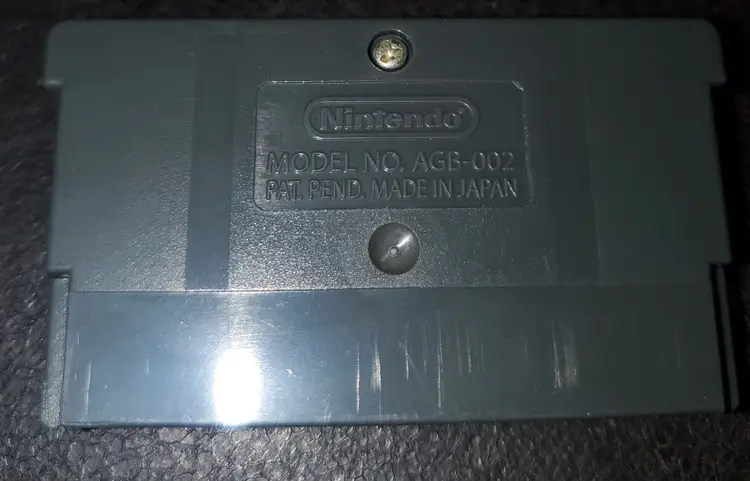 Nintendo®
MODEL NO. AGB-002
PAT. PEND. MADE IN JAPAN